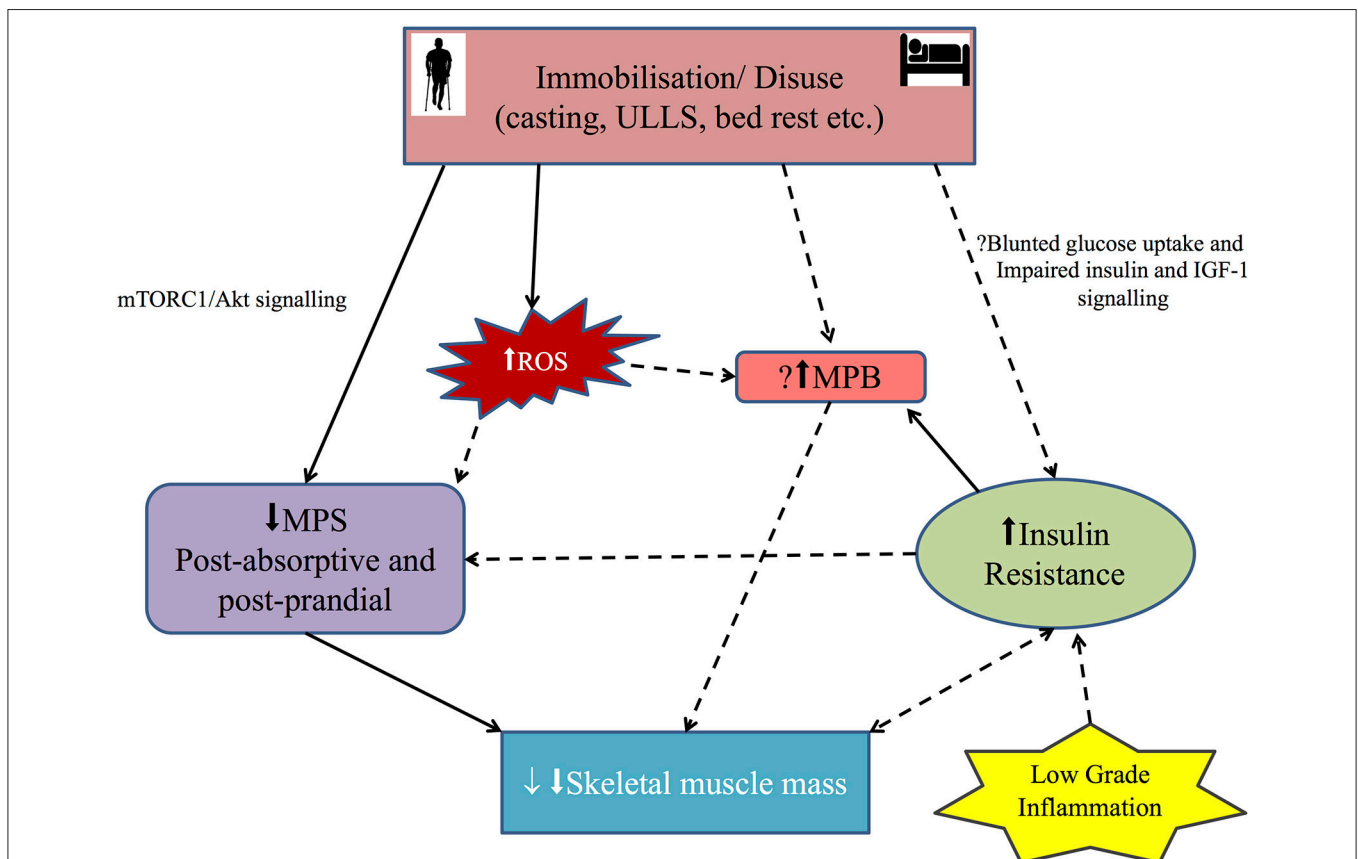 Immobilisation/ Disuse
(casting, ULLS, bed rest etc.)
?Blunted glucose uptake and
Impaired insulin and IGF-1
signalling
mTORC1/Akt signalling
⬆ROS
?⬆MPB
⬇MPS
Post-absorptive and
post-prandial
⬆Insulin
Resistance
↓⬇Skeletal muscle mass
Low Grade
Inflammation